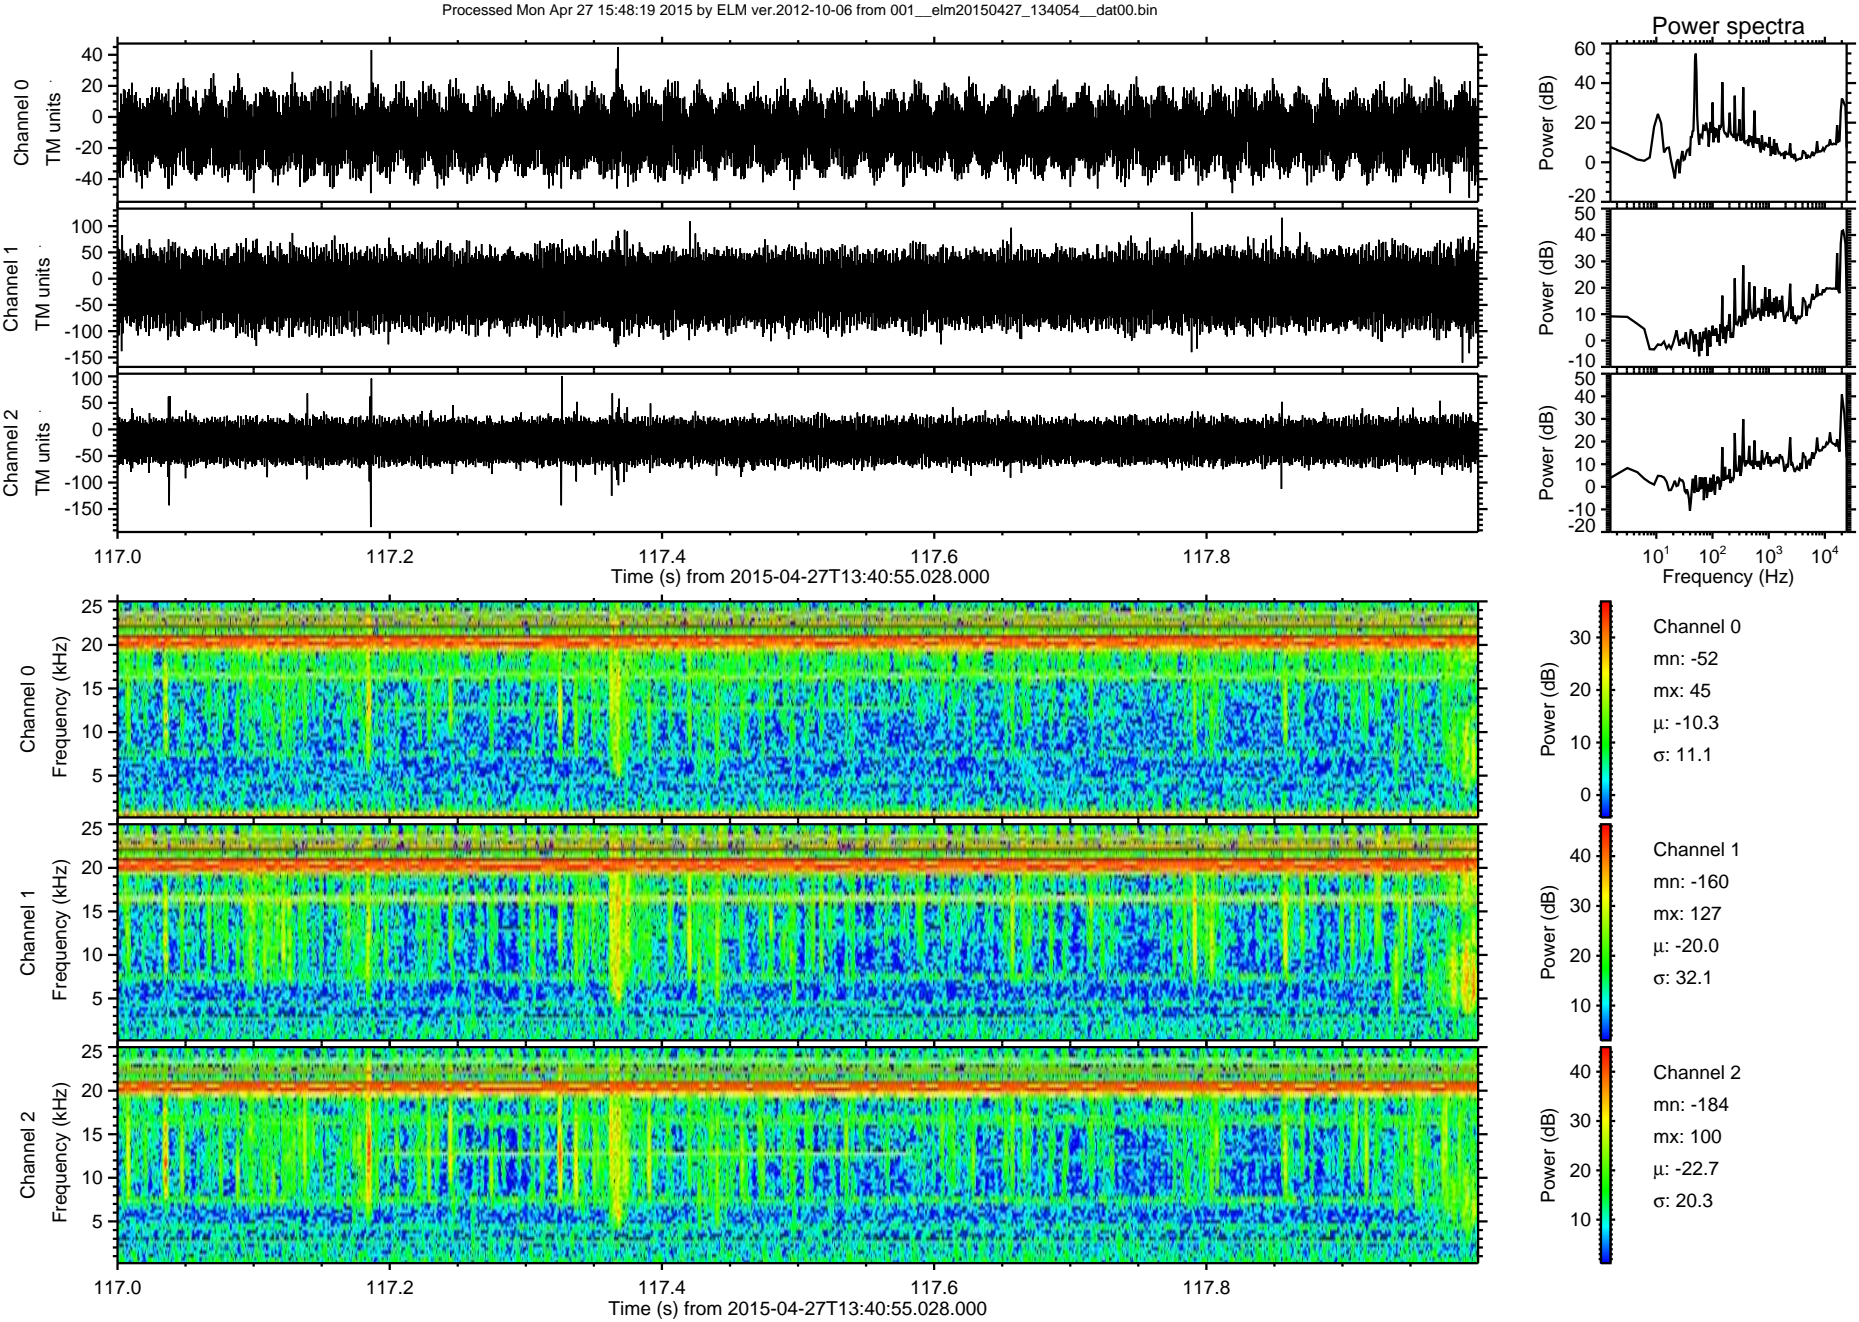 Processed Mon Apr 27 15:48:19 2015 by ELM ver.2012-10-06 from 001__elm20150427_134054__dat00.bin
Power spectra
Channel 0
TM units
40
20
0
-20
-40
Power (dB)
60
40
20
0
-20
Channel 1
TM units
100
50
0
-50
-100
-150
Power (dB)
50
40
30
20
10
0
-10
Channel 2
TM units
100
50
0
-50
-100
-150
Power (dB)
50
40
30
20
10
0
-10
-20
117.0
117.2
117.4
117.6
117.8
Time (s) from 2015-04-27T13:40:55.028.000
10¹
10²
10³
10⁴
Frequency (Hz)
Channel 0
Frequency (kHz)
25
20
15
10
5
Power (dB)
30
20
10
0
Channel 0
mn: -52
mx: 45
µ: -10.3
σ: 11.1
Channel 1
Frequency (kHz)
25
20
15
10
5
Power (dB)
40
30
20
10
Channel 1
mn: -160
mx: 127
µ: -20.0
σ: 32.1
Channel 2
Frequency (kHz)
25
20
15
10
5
Power (dB)
40
30
20
10
Channel 2
mn: -184
mx: 100
µ: -22.7
σ: 20.3
117.0
117.2
117.4
117.6
117.8
Time (s) from 2015-04-27T13:40:55.028.000